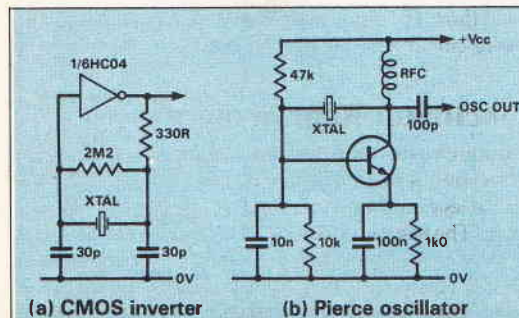 1/6HC04
330R
2M2
XTAL
30p
30p
0V
(a) CMOS inverter
+Vcc
47k
RFC
XTAL
OSC OUT
100p
10n
10k
100n
1k0
0V
(b) Pierce oscillator